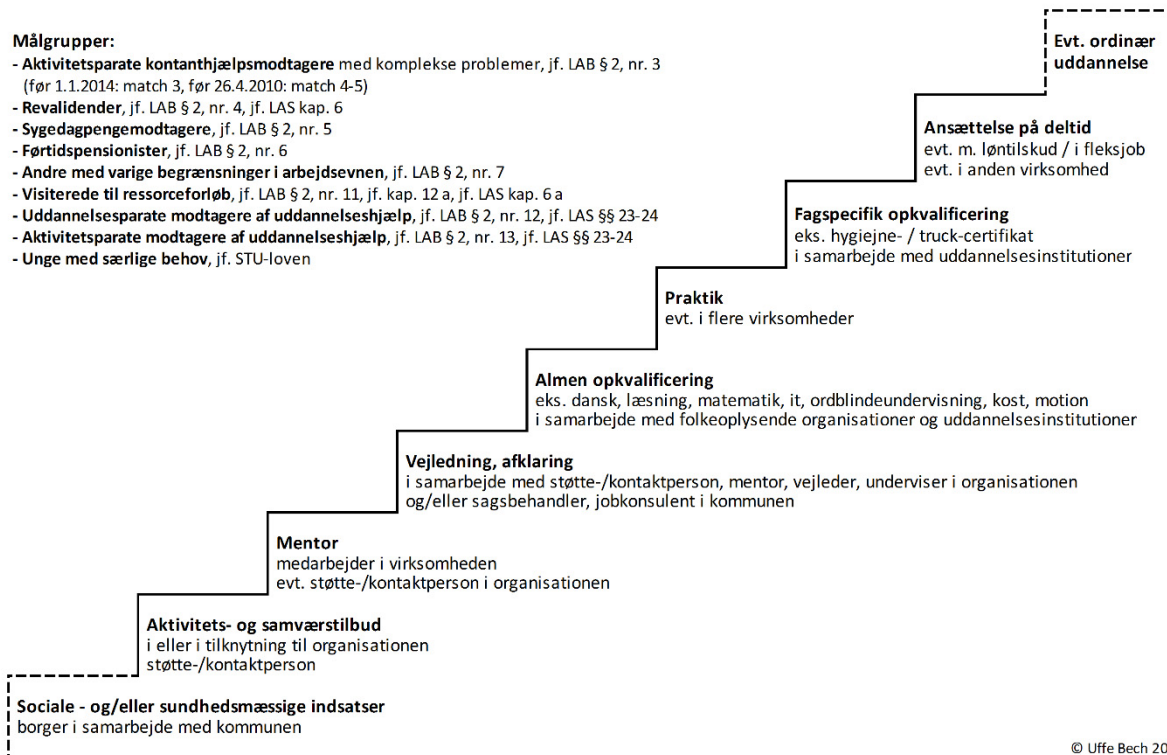 Målgrupper:
- Aktivitetsparate kontanthjælpsmodtagere med komplekse problemer, jf. LAB § 2, nr. 3
(før 1.1.2014: match 3, før 26.4.2010: match 4-5)
- Revalidender, jf. LAB § 2, nr. 4, jf. LAS kap. 6
- Sygedagpengemodtagere, jf. LAB § 2, nr. 5
- Førtidspensionister, jf. LAB § 2, nr. 6
- Andre med varige begrænsninger i arbejdsevnen, jf. LAB § 2, nr. 7
- Visiterede til ressorceforløb, jf. LAB § 2, nr. 11, jf. kap. 12 a, jf. LAS kap. 6 a
- Uddannelsesparate modtagere af uddannelseshjælp, jf. LAB § 2, nr. 12, jf. LAS §§ 23-24
- Aktivitetsparate modtagere af uddannelseshjælp, jf. LAB § 2, nr. 13, jf. LAS §§ 23-24
- Unge med særlige behov, jf. STU-loven
Evt. ordinær
uddannelse
Ansættelse på deltid
evt. m. løntilskud / i fleksjob
evt. i anden virksomhed
Fagspecifik opkvalificering
eks. hygiejne- / truck-certifikat
i samarbejde med uddannelsesinstitutioner
Praktik
evt. i flere virksomheder
Almen opkvalificering
eks. dansk, læsning, matematik, it, ordblindeundervisning, kost, motion
i samarbejde med folkeoplysende organisationer og uddannelsesinstitutioner
Vejledning, afklaring
i samarbejde med støtte-/kontaktperson, mentor, vejleder, underviser i organisationen
og/eller sagsbehandler, jobkonsulent i kommunen
Mentor
medarbejder i virksomheden
evt. støtte-/kontaktperson i organisationen
Aktivitets- og samværstilbud
i eller i tilknytning til organisationen
støtte-/kontaktperson
Sociale - og/eller sundhedsmæssige indsatser
borger i samarbejde med kommunen
© Uffe Bech 20